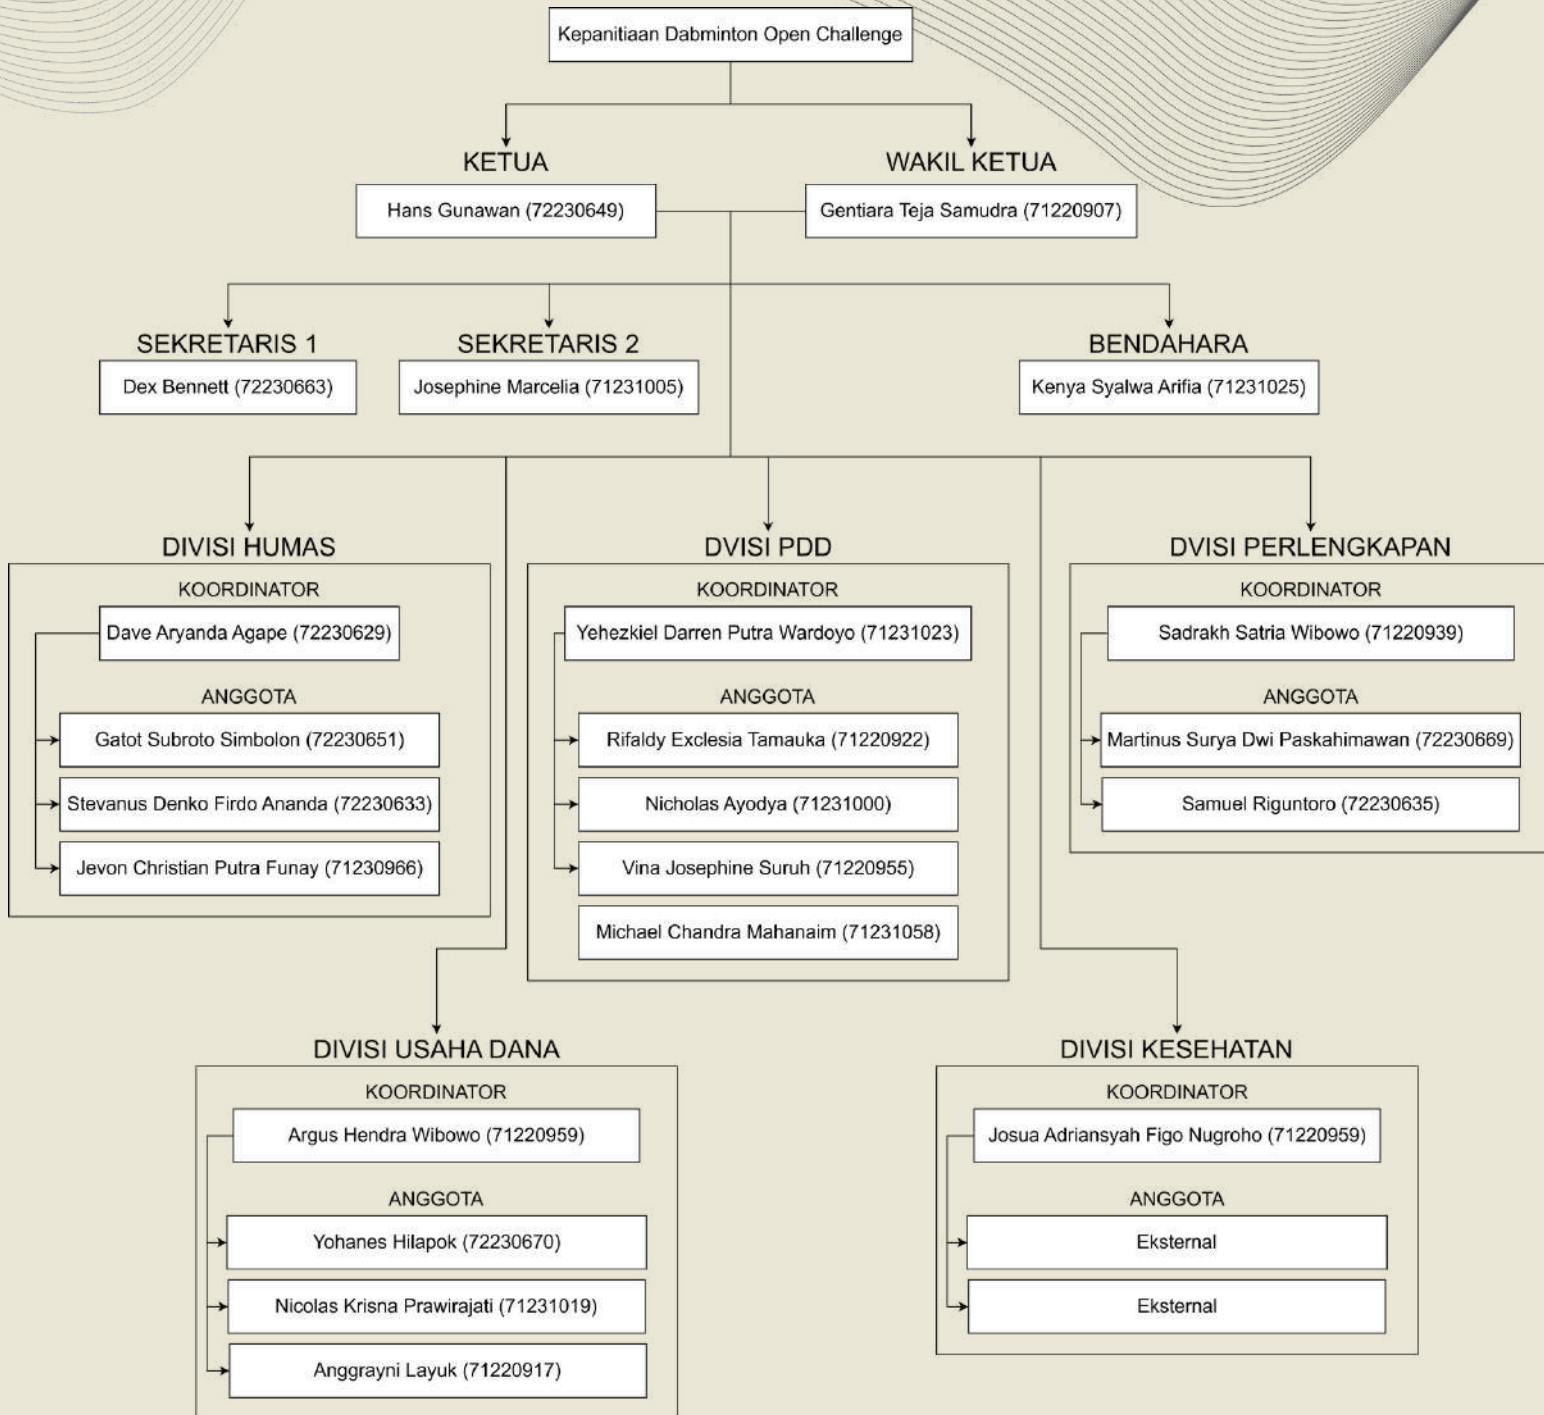 Kepanitiaan Dabminton Open Challenge
KETUA
Hans Gunawan (72230649)
WAKIL KETUA
Gentiara Teja Samudra (71220907)
SEKRETARIS 1
Dex Bennett (72230663)
SEKRETARIS 2
Josephine Marcelia (71231005)
BENDAHARA
Kenya Syalwa Arifia (71231025)
DIVISI HUMAS
KOORDINATOR
Dave Aryanda Agape (72230629)
ANGGOTA
Gatot Subroto Simbolon (72230651)
Stevanus Denko Firdo Ananda (72230633)
Jevon Christian Putra Funay (71230966)
DVISI PDD
KOORDINATOR
Yehezkiel Darren Putra Wardoyo (71231023)
ANGGOTA
Rifaldy Exclesia Tamauka (71220922)
Nicholas Ayodya (71231000)
Vina Josephine Suruh (71220955)
Michael Chandra Mahanaim (71231058)
DVISI PERLENGKAPAN
KOORDINATOR
Sadrakh Satria Wibowo (71220939)
ANGGOTA
Martinus Surya Dwi Paskahimawan (72230669)
Samuel Riguntoro (72230635)
DIVISI USAHA DANA
KOORDINATOR
Argus Hendra Wibowo (71220959)
ANGGOTA
Yohanes Hilapok (72230670)
Nicolas Krisna Prawirajati (71231019)
Anggrayni Layuk (71220917)
DIVISI KESEHATAN
KOORDINATOR
Josua Adriansyah Figo Nugroho (71220959)
ANGGOTA
Eksternal
Eksternal